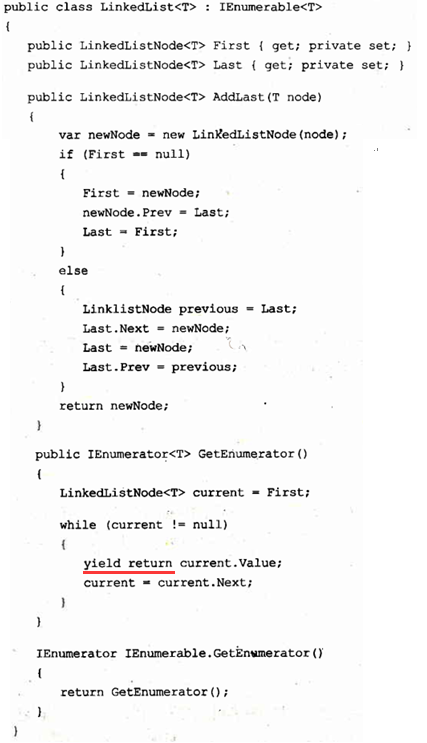 public class LinkedList<T> : IEnumerable<T>
{
public LinkedListNode<T> First { get; private set; }
public LinkedListNode<T> Last { get; private set; }
public LinkedListNode<T> AddLast(T node)
{
var newNode = new LinkedListNode(node);
if (First == null)
{
First = newNode;
newNode.Prev = Last;
Last = First;
}
else
{
LinklistNode previous = Last;
Last.Next = newNode;
Last = newNode;
Last.Prev = previous;
}
return newNode;
}
public IEnumerator<T> GetEnumerator()
{
LinkedListNode<T> current = First;
while (current != null)
{
yield return current.Value;
current = current.Next;
}
}
IEnumerator IEnumerable.GetEnumerator()
{
return GetEnumerator();
}
}